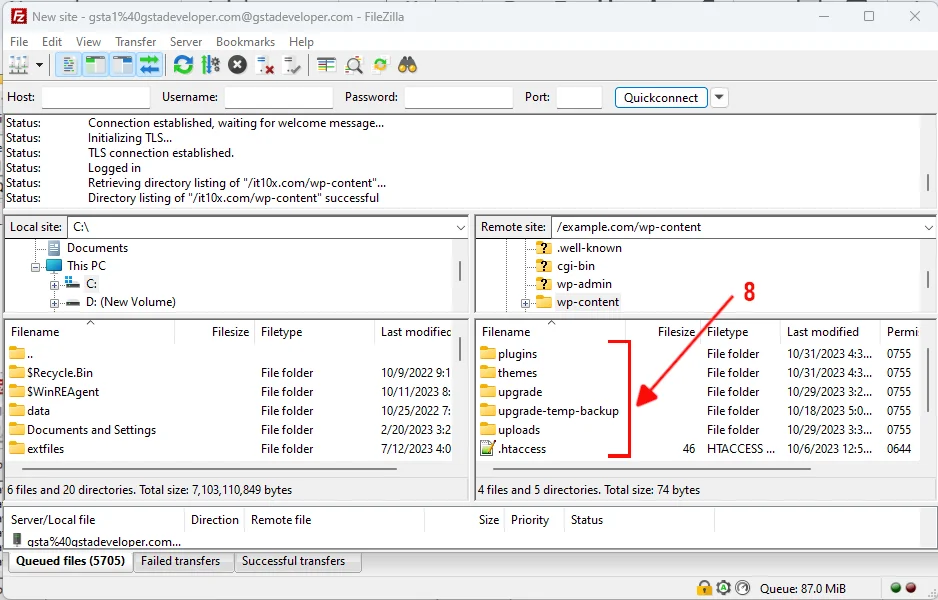 New site - gsta1%40gstadeveloper.com@gstadeveloper.com - FileZilla
File Edit View Transfer Server Bookmarks Help
Host: Username: Password: Port: Quickconnect
Status: Connection established, waiting for welcome message...
Status: Initializing TLS...
Status: TLS connection established.
Status: Logged in
Status: Retrieving directory listing of "/it10x.com/wp-content"...
Status: Directory listing of "/it10x.com/wp-content" successful
Local site: C:\
Documents
This PC
C:
D: (New Volume)
Remote site: /example.com/wp-content
.well-known
cgi-bin
wp-admin
wp-content
8
Filename Filesize Filetype Last modified
..
$Recycle.Bin File folder 10/9/2022 9:1
$WinREAgent File folder 10/11/2023 8:
data File folder 10/25/2022 7:
Documents and Settings File folder 2/20/2023 3:2
extfiles File folder 7/12/2023 4:0
6 files and 20 directories. Total size: 7,103,110,849 bytes
Filename Filesize Filetype Last modified Permi
plugins File folder 10/31/2023 4:3... 0755
themes File folder 10/31/2023 4:3... 0755
upgrade File folder 10/29/2023 3:2... 0755
upgrade-temp-backup File folder 10/18/2023 5:0... 0755
uploads File folder 10/29/2023 3:3... 0755
.htaccess 46 HTACCESS ... 10/6/2023 12:5... 0644
4 files and 5 directories. Total size: 74 bytes
Server/Local file Direction Remote file Size Priority Status
gsta%40gstadeveloper.com...
Queued files (5705) Failed transfers Successful transfers
Queue: 87.0 MiB